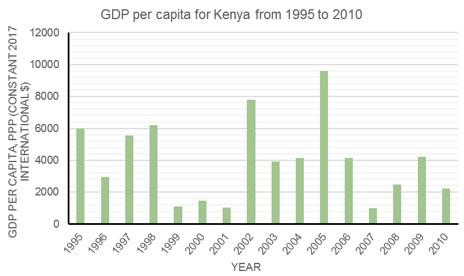 GDP per capita for Kenya from 1995 to 2010
GDP PER CAPITA, PPP (CONSTANT 2017
INTERNATIONAL $)
12000
10000
8000
6000
4000
2000
0
1995 1996 1997 1998 1999 2000 2001 2002 2003 2004 2005 2006 2007 2008 2009 2010
YEAR